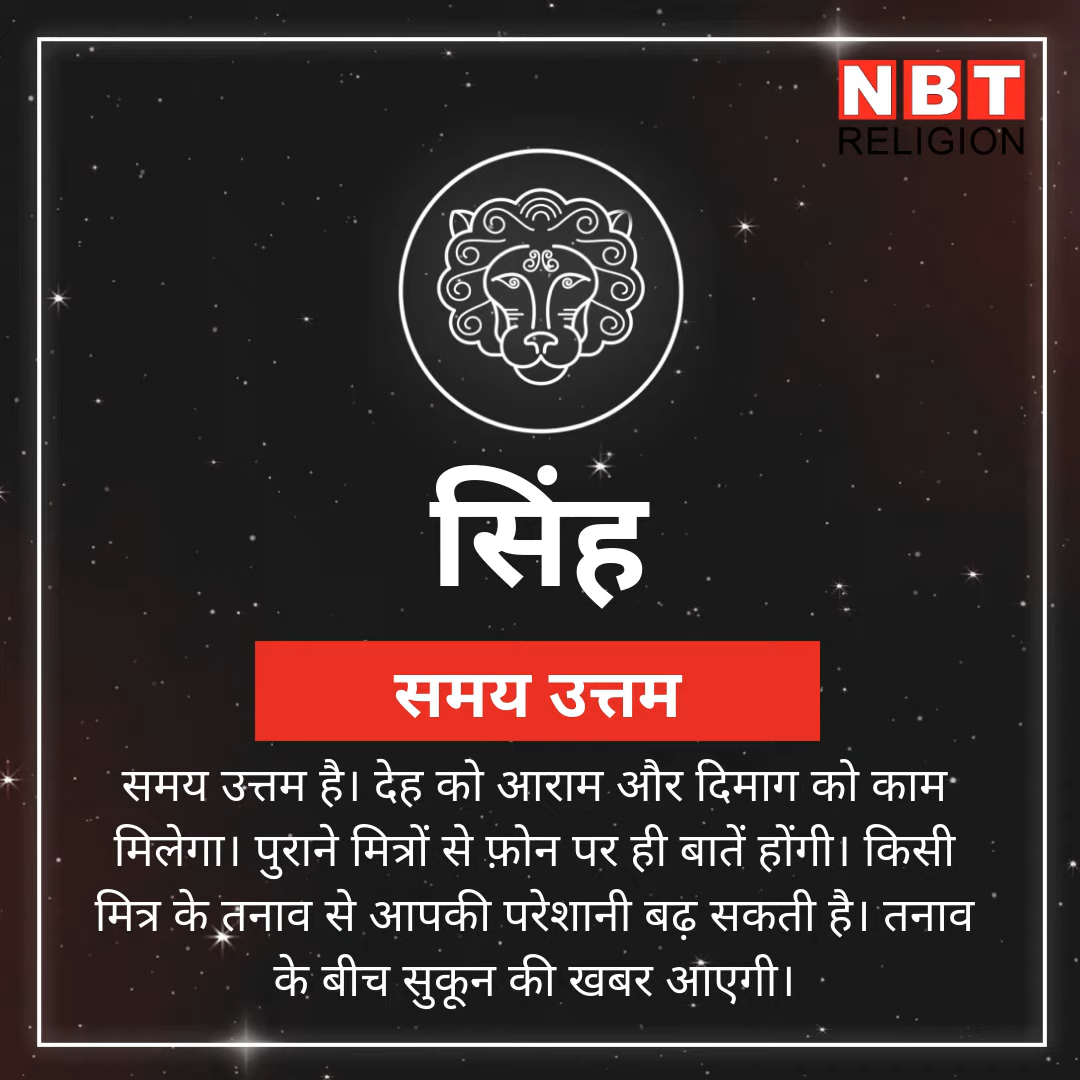 NBT
RELIGION
सिंह
समय उत्तम
समय उत्तम है। देह को आराम और दिमाग को काम
मिलेगा। पुराने मित्रों से फ़ोन पर ही बातें होंगी। किसी
मित्र के तनाव से आपकी परेशानी बढ़ सकती है। तनाव
के बीच सुकून की खबर आएगी।